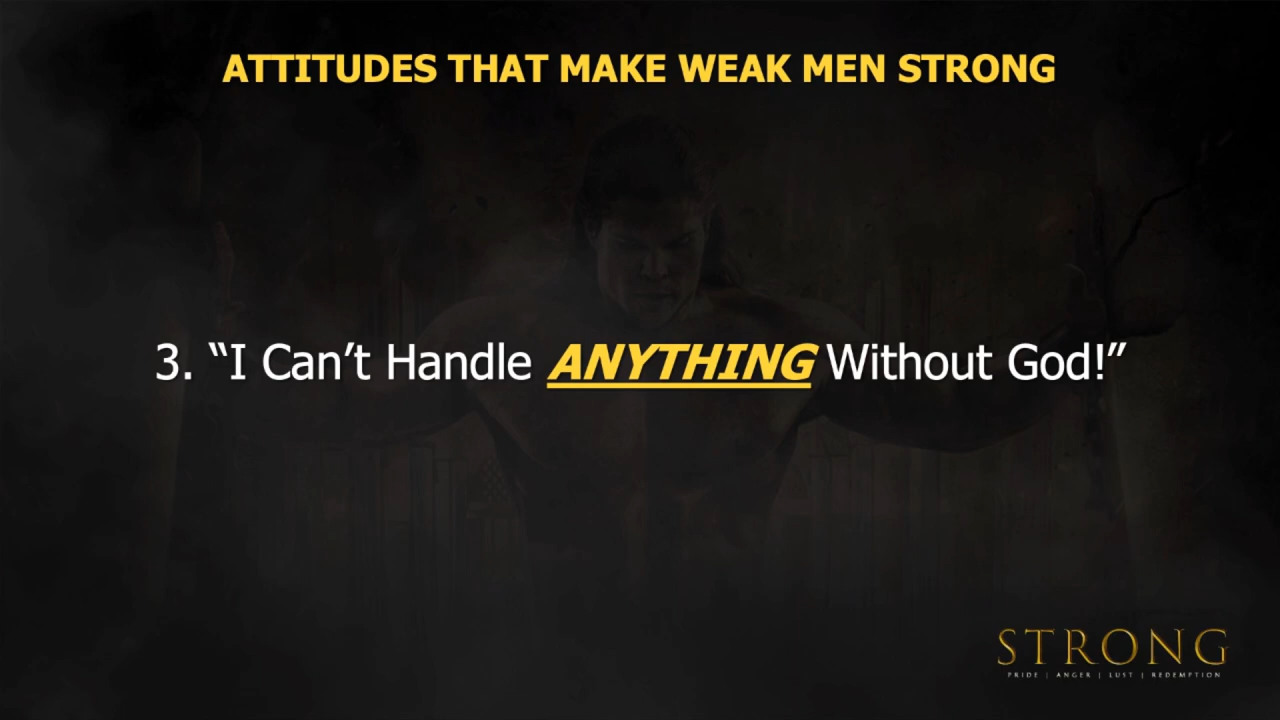 ATTITUDES THAT MAKE WEAK MEN STRONG
3. “I Can’t Handle ANYTHING Without God!”
STRONG
PRIDE | ANGER | LUST | REDEMPTION